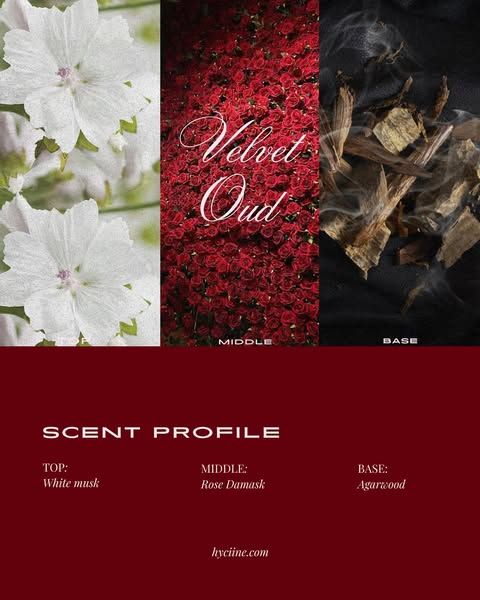 Velvet
Oud
MIDDLE
BASE
SCENT PROFILE
TOP:
White musk
MIDDLE:
Rose Damask
BASE:
Agarwood
hyciine.com